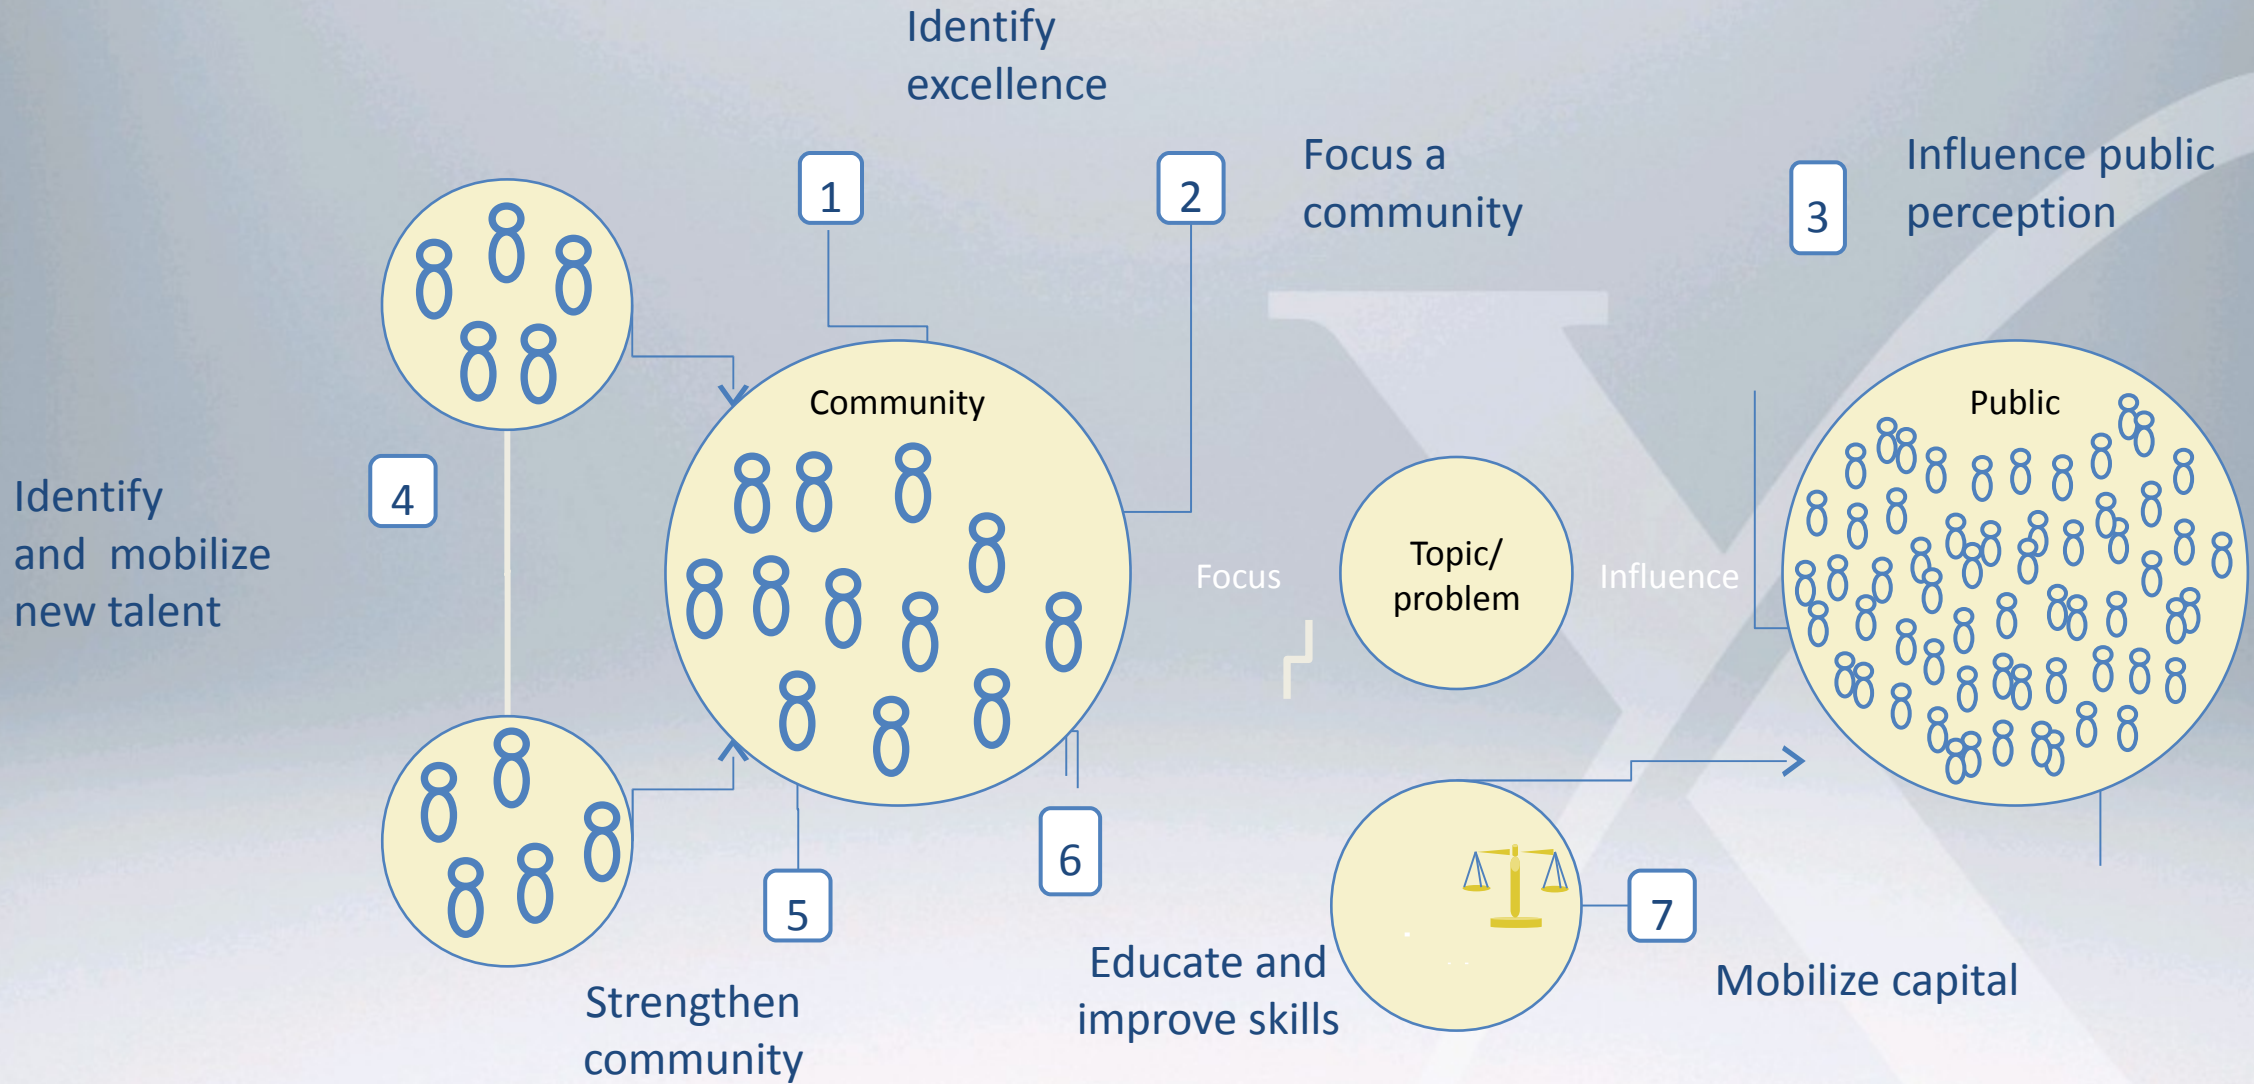 Identify
excellence
1
2
Focus a
community
3
Influence public
perception
Community
Public
Identify
and  mobilize
new talent
4
Focus
Topic/
problem
Influence
5
6
7
Strengthen
community
Educate and
improve skills
Mobilize capital